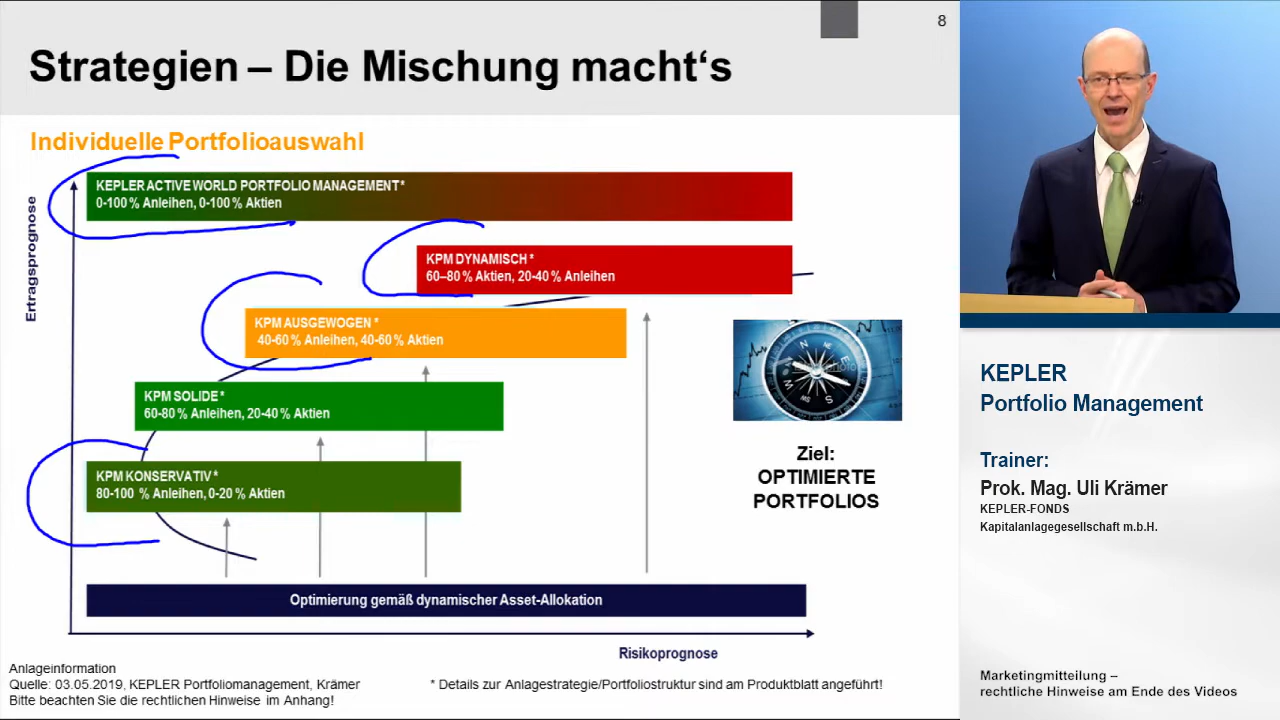 8
Strategien – Die Mischung macht‘s
Individuelle Portfolioauswahl
Ertragsprognose
KEPLER ACTIVE WORLD PORTFOLIO MANAGEMENT*
0-100 % Anleihen, 0-100 % Aktien
KPM DYNAMISCH *
60–80 % Aktien, 20-40 % Anleihen
KPM AUSGEWOGEN *
40-60 % Anleihen, 40-60 % Aktien
KPM SOLIDE *
60-80 % Anleihen, 20-40 % Aktien
KPM KONSERVATIV *
80-100 % Anleihen, 0-20 % Aktien
N
NE
E
S
SW
W
Ziel:
OPTIMIERTE
PORTFOLIOS
Optimierung gemäß dynamischer Asset-Allokation
Risikoprognose
Anlageinformation
Quelle: 03.05.2019, KEPLER Portfoliomanagement, Krämer
Bitte beachten Sie die rechtlichen Hinweise im Anhang!
* Details zur Anlagestrategie/Portfoliostruktur sind am Produktblatt angeführt!
KEPLER
Portfolio Management
Trainer:
Prok. Mag. Uli Krämer
KEPLER-FONDS
Kapitalanlagegesellschaft m.b.H.
Marketingmitteilung –
rechtliche Hinweise am Ende des Videos